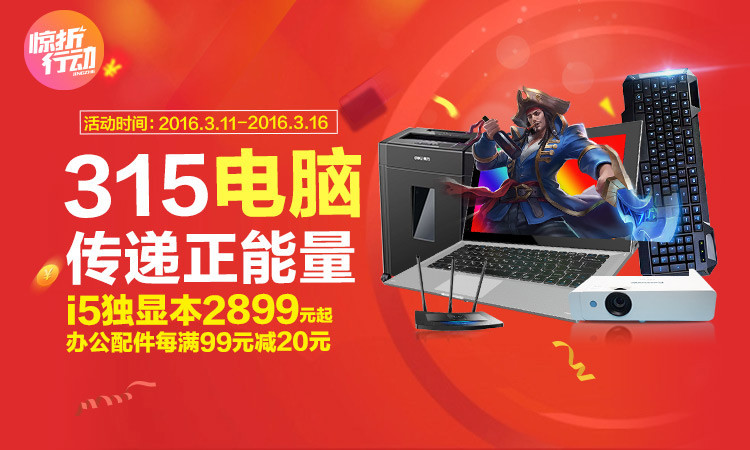 惊折
行动
活动时间：2016.3.11-2016.3.16
315电脑
传递正能量
i5独显本2899元起
办公配件每满99元减20元